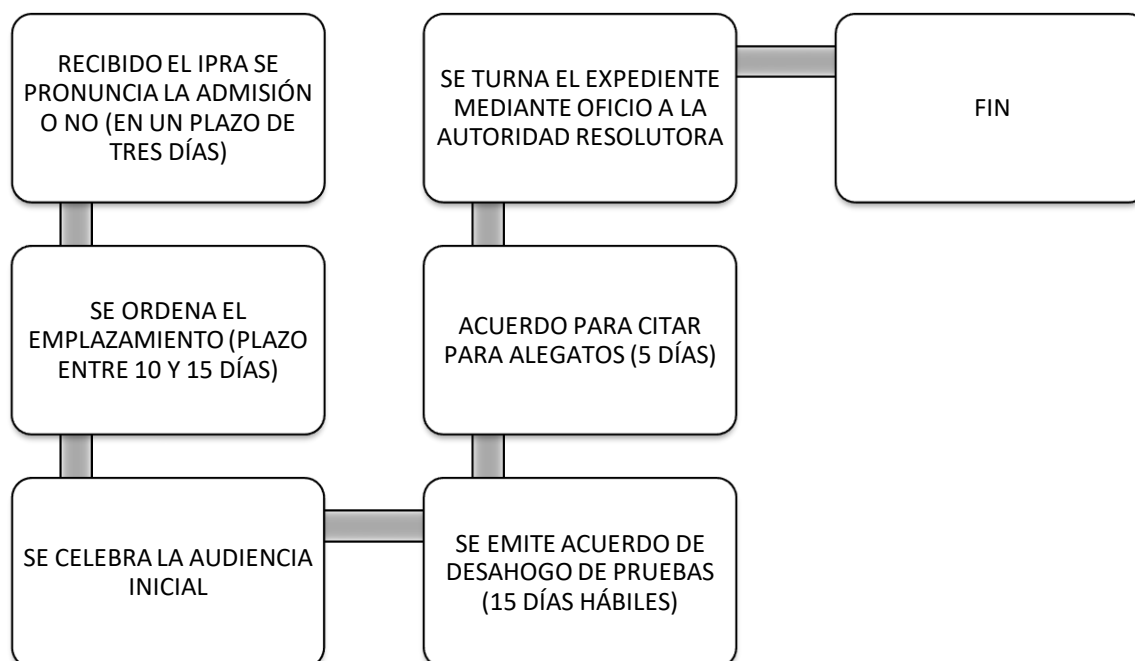 RECIBIDO EL IPRA SE
PRONUNCIA LA ADMISIÓN
O NO (EN UN PLAZO DE
TRES DÍAS)
SE ORDENA EL
EMPLAZAMIENTO (PLAZO
ENTRE 10 Y 15 DÍAS)
SE CELEBRA LA AUDIENCIA
INICIAL
SE EMITE ACUERDO DE
DESAHOGO DE PRUEBAS
(15 DÍAS HÁBILES)
ACUERDO PARA CITAR
PARA ALEGATOS (5 DÍAS)
SE TURNA EL EXPEDIENTE
MEDIANTE OFICIO A LA
AUTORIDAD RESOLUTORA
FIN